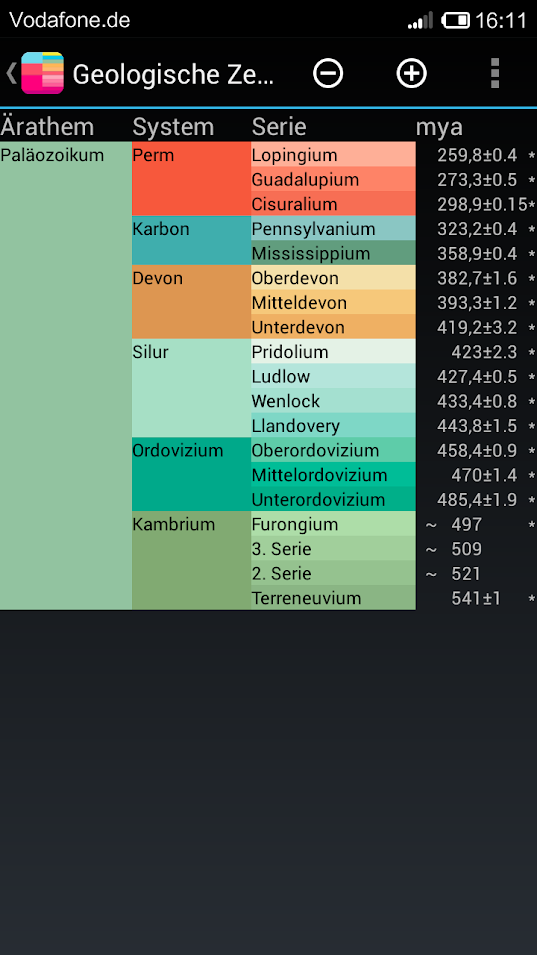 Vodafone.de 16:11
Geologische Ze...
Ärathem System Serie mya
Paläozoikum Perm Lopingium 259,8±0.4 *
Guadalupium 273,3±0.5 *
Cisuralium 298,9±0.15*
Karbon Pennsylvanium 323,2±0.4 *
Mississippium 358,9±0.4 *
Devon Oberdevon 382,7±1.6 *
Mitteldevon 393,3±1.2 *
Unterdevon 419,2±3.2 *
Silur Pridolium 423±2.3 *
Ludlow 427,4±0.5 *
Wenlock 433,4±0.8 *
Llandovery 443,8±1.5 *
Ordovizium Oberordovizium 458,4±0.9 *
Mittelordovizium 470±1.4 *
Unterordovizium 485,4±1.9 *
Kambrium Furongium ~ 497 *
3. Serie ~ 509
2. Serie ~ 521
Terreneuvium 541±1 *